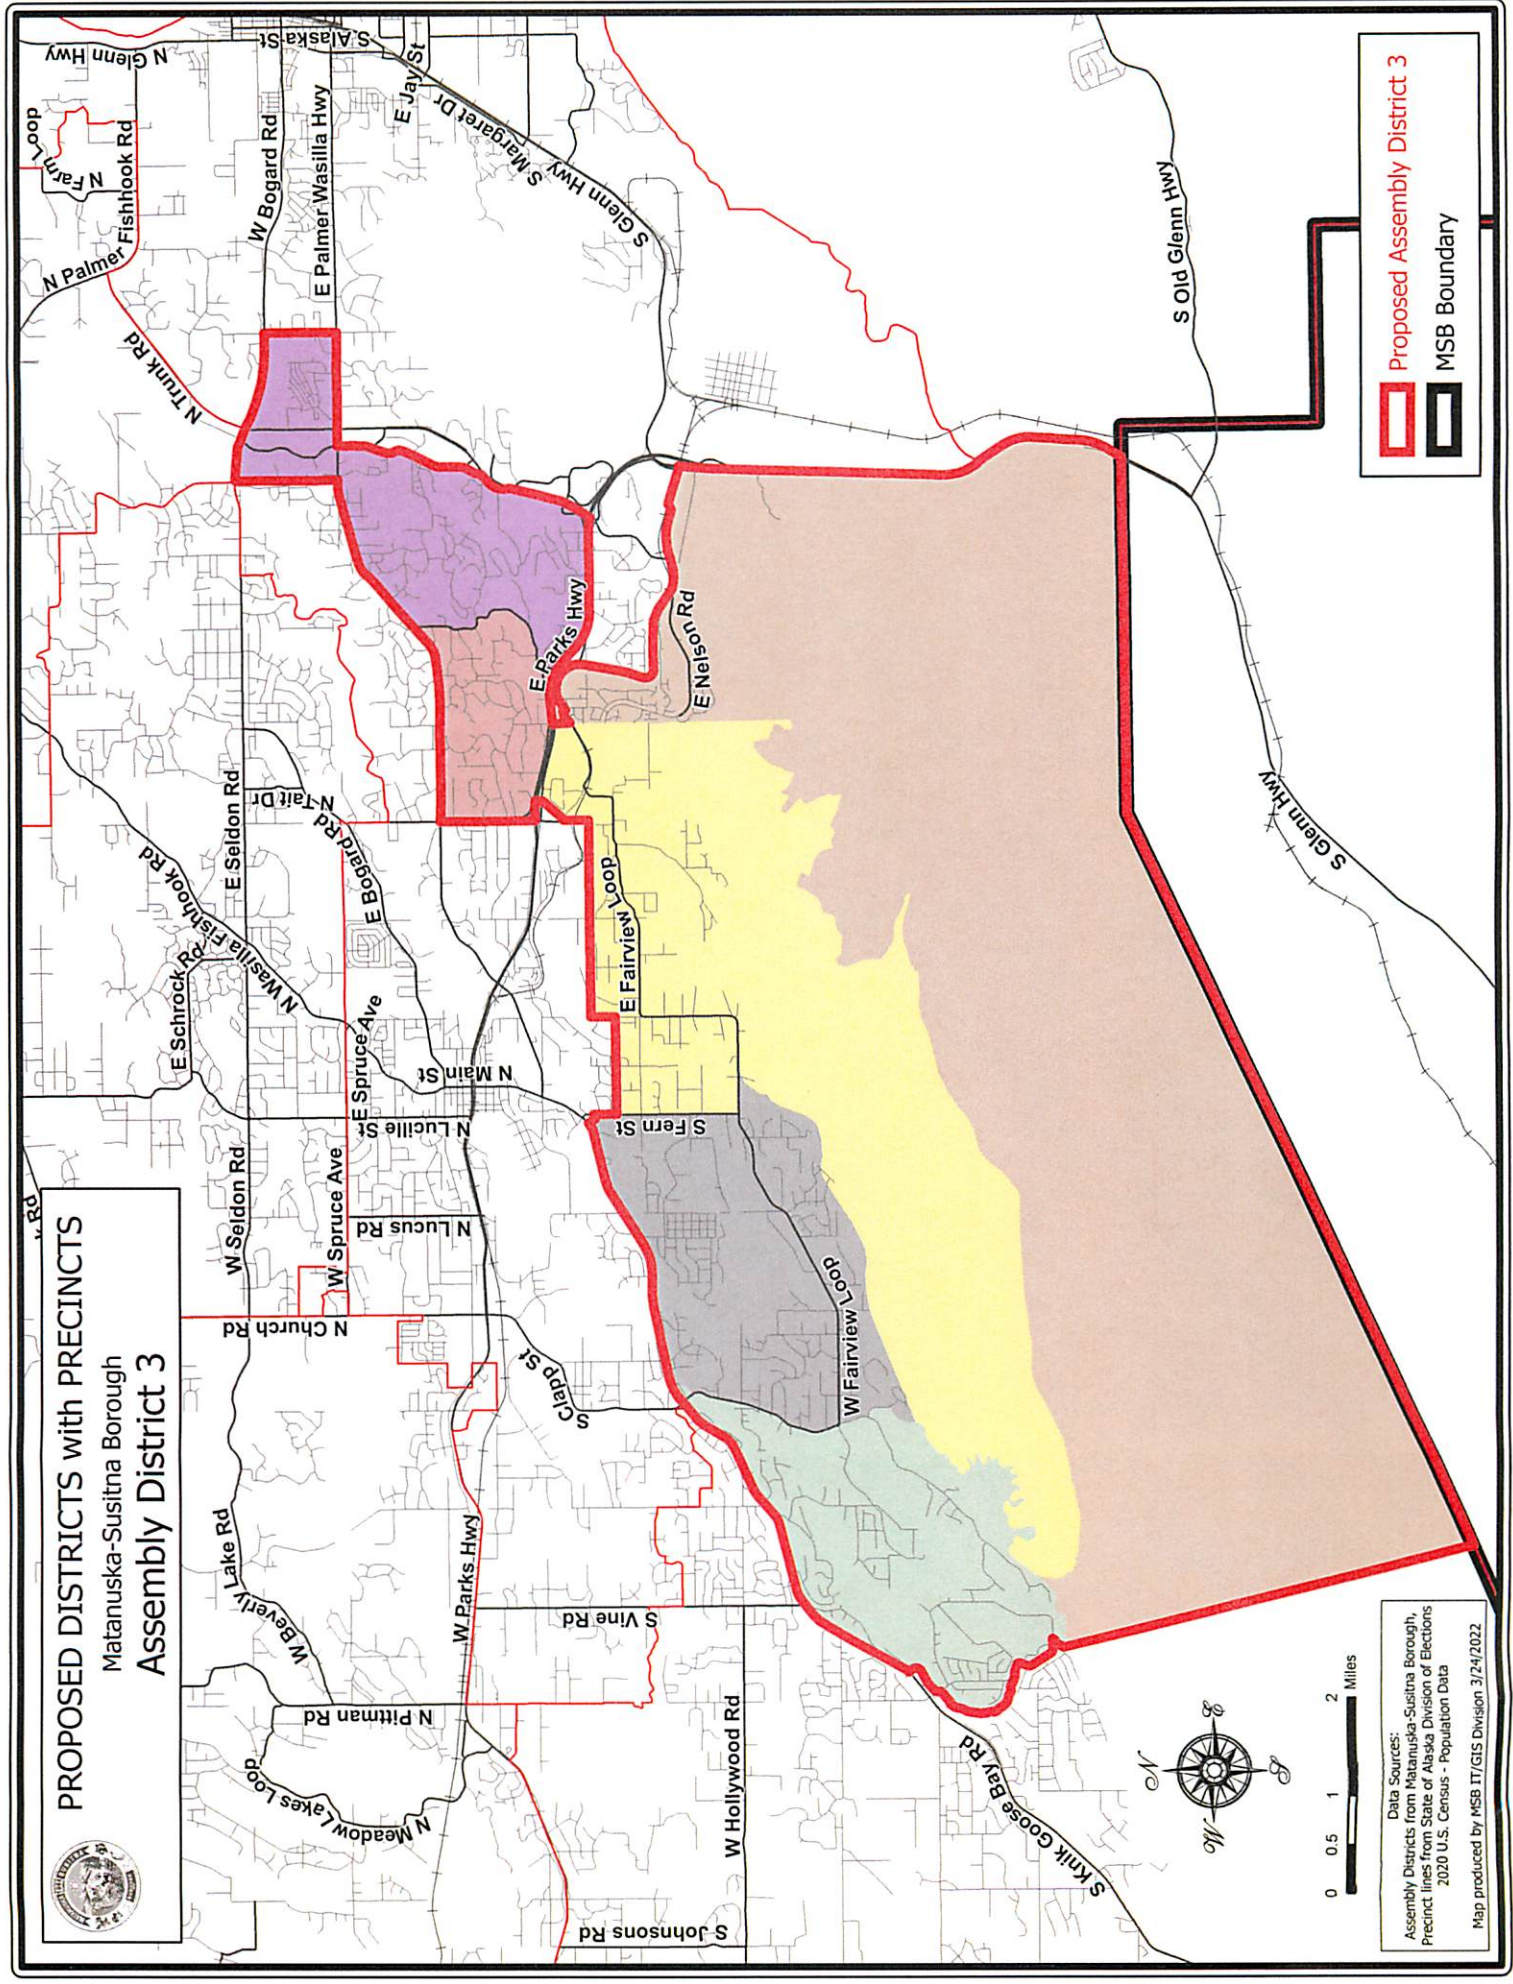 PROPOSED DISTRICTS with PRECINCTS
Matanuska-Susitna Borough
Assembly District 3
N Meadow Lakes Loop
W Beverly Lake Rd
N Pittman Rd
W Parks Hwy
S Johnsons Rd
W Hollywood Rd
S Vine Rd
S Knik Goose Bay Rd
S Clapp St
N Church Rd
W Seldon Rd
W Spruce Ave
N Lucus Rd
N Lucille St
E Spruce Ave
N Main St
E Schrock Rd
N Wasilla Fishhook Rd
E Seldon Rd
E Bogard Rd
N Tait Dr
W Fairview Loop
S Fern St
E Fairview Loop
E Parks Hwy
E Nelson Rd
N Trunk Rd
N Palmer Fishhook Rd
N Farm Loop
N Glenn Hwy
W Bogard Rd
E Palmer Wasilla Hwy
S Alaska St
E Jay St
S Margaret Dr
S Glenn Hwy
S Glenn Hwy
S Old Glenn Hwy
S Glenn Hwy
Proposed Assembly District 3
MSB Boundary
N
E
S
W
0 0.5 1 2
Miles
Data Sources:
Assembly Districts from Matanuska-Susitna Borough,
Precinct lines from State of Alaska Division of Elections
2020 U.S. Census - Population Data
Map produced by MSB IT/GIS Division 3/24/2022